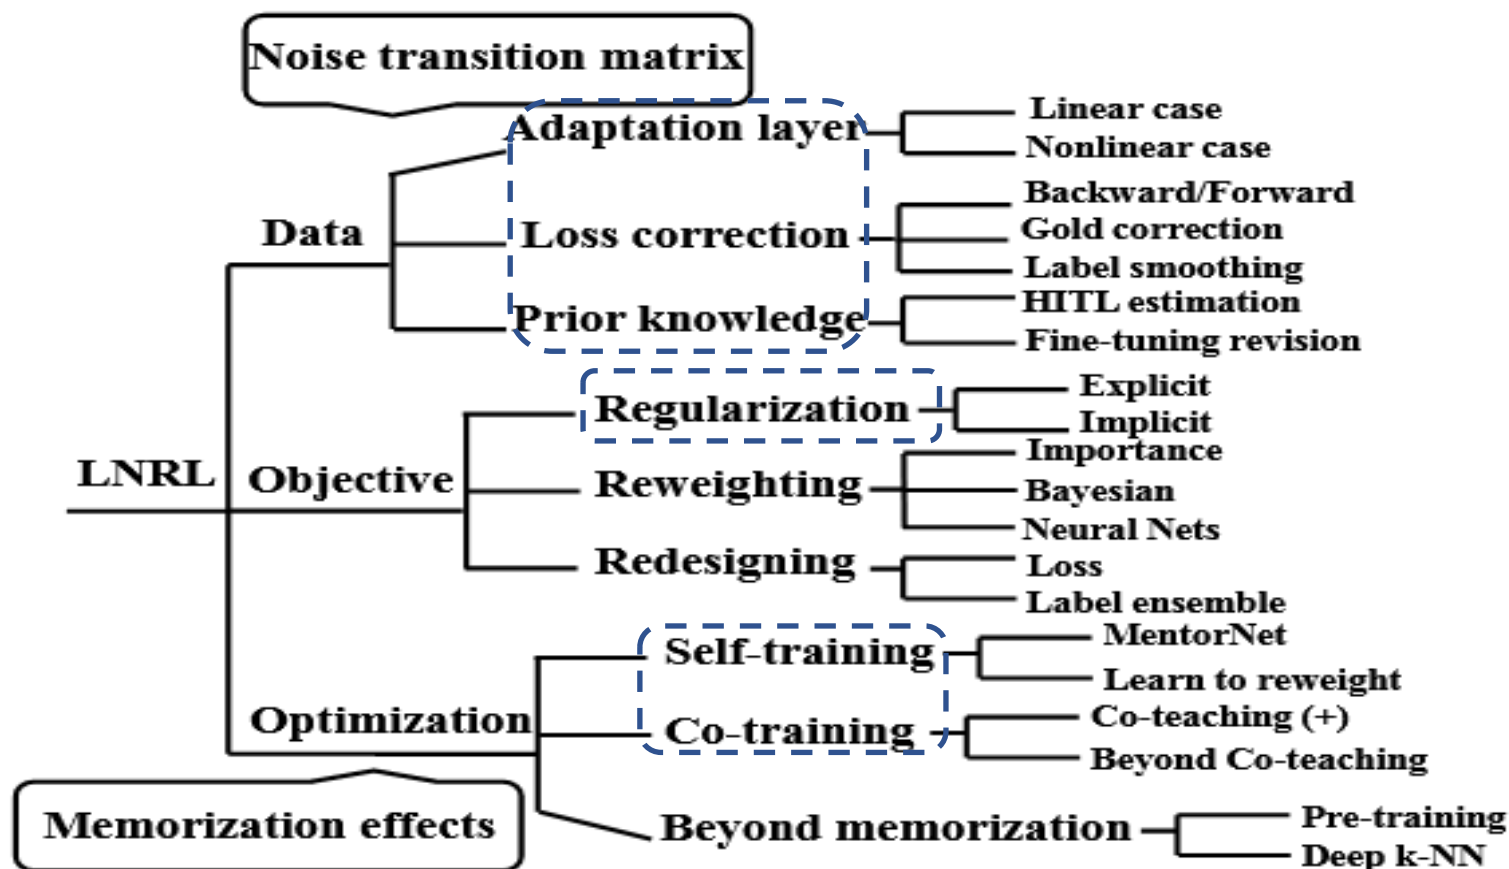 Noise transition matrix
Adaptation layer
Linear case
Nonlinear case
Data
Loss correction
Backward/Forward
Gold correction
Label smoothing
Prior knowledge
HITL estimation
Fine-tuning revision
LNRL
Objective
Regularization
Explicit
Implicit
Reweighting
Importance
Bayesian
Neural Nets
Redesigning
Loss
Label ensemble
Optimization
Self-training
MentorNet
Learn to reweight
Co-training
Co-teaching (+)
Beyond Co-teaching
Memorization effects
Beyond memorization
Pre-training
Deep k-NN